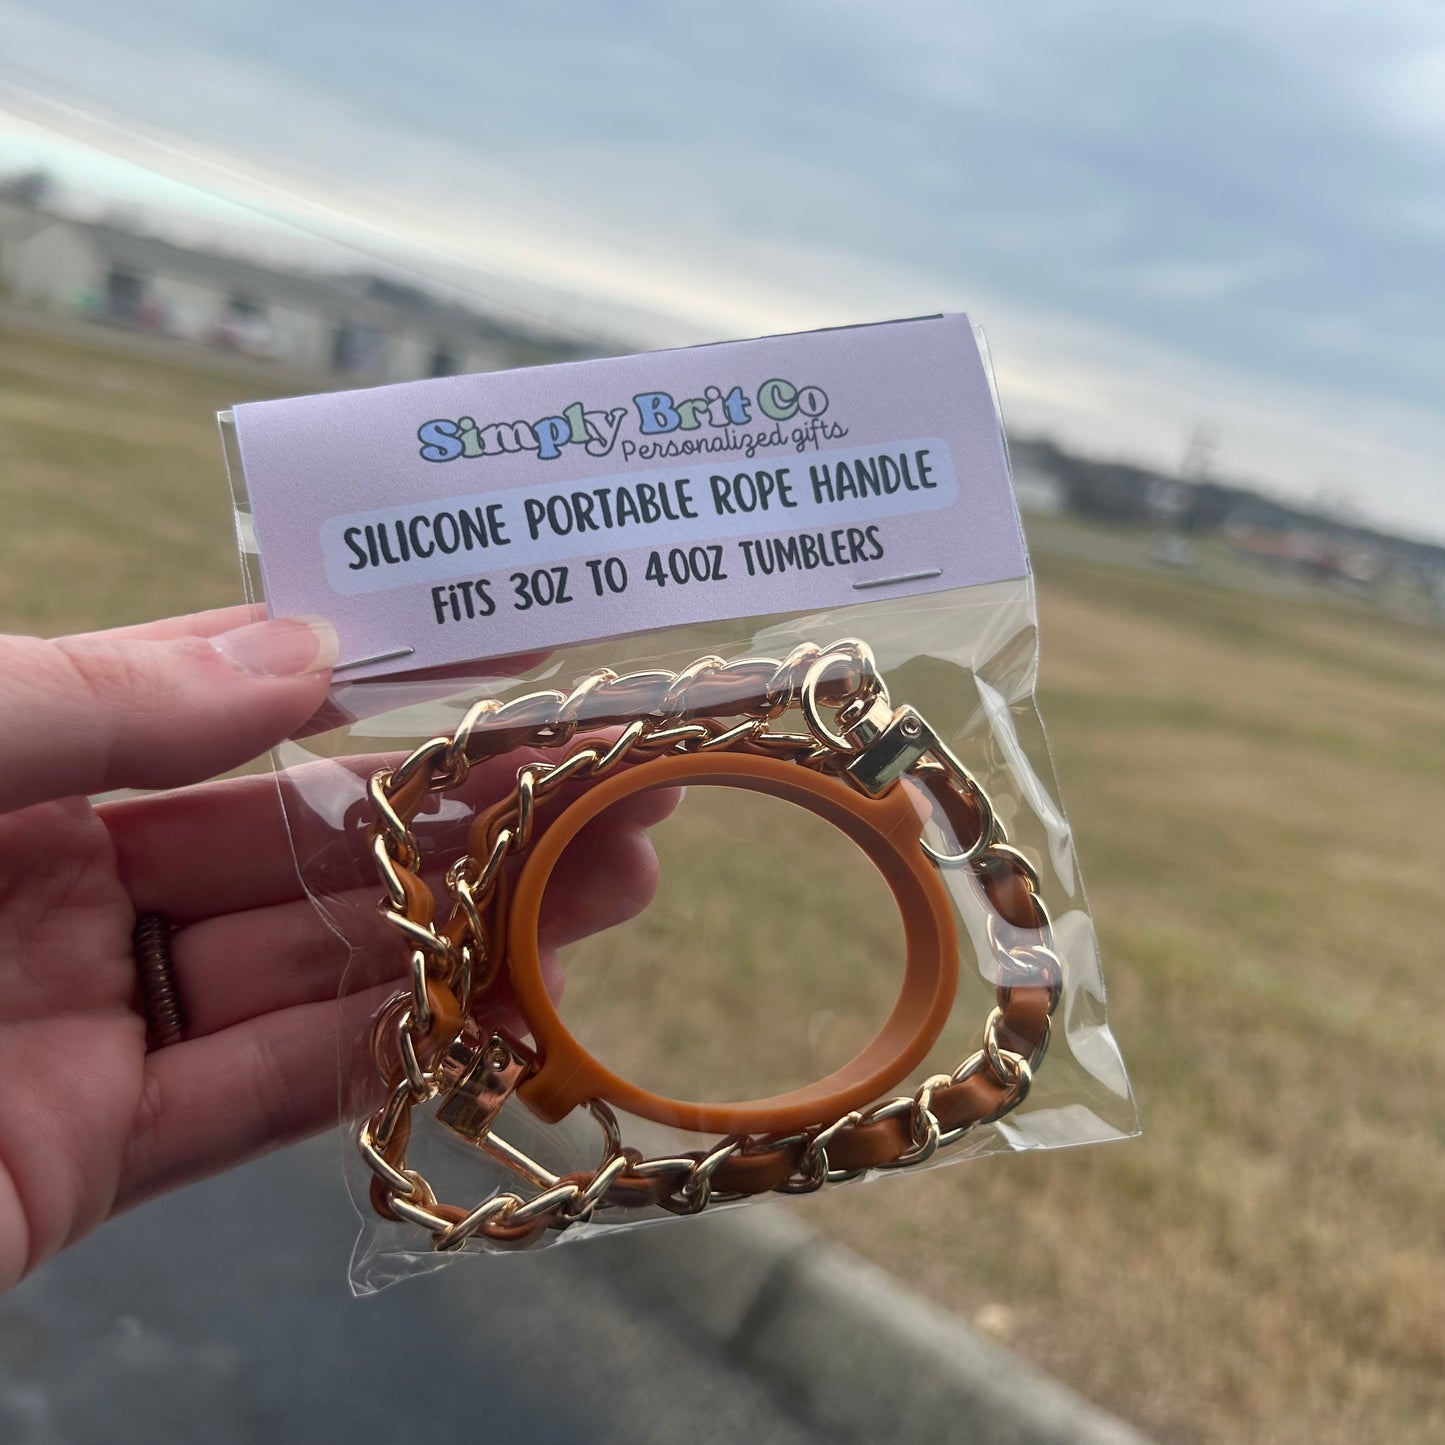 Simply Brit Co
Personalized gifts
SILICONE PORTABLE ROPE HANDLE
FiTS 3OZ TO 40OZ TUMBLERS